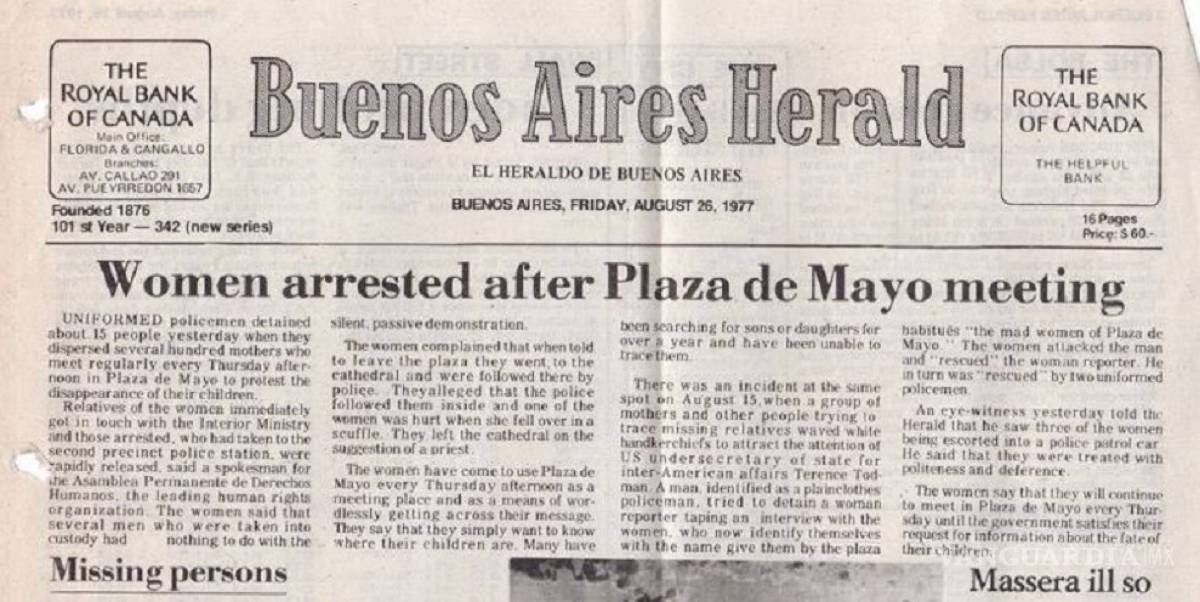 THE
ROYAL BANK
OF CANADA
Main Office:
FLORIDA & CANGALLO
Branches:
AV. CALLAO 291
AV. PUEYRREDON 1657
Founded 1876
101 st Year — 342 (new series)
Buenos Aires Herald
EL HERALDO DE BUENOS AIRES
BUENOS AIRES, FRIDAY, AUGUST 26, 1977
THE
ROYAL BANK
OF CANADA
THE HELPFUL
BANK
16 Pages
Price: $ 60.-
Women arrested after Plaza de Mayo meeting
UNIFORMED policemen detained
about 15 people yesterday when they
dispersed several hundred mothers who
meet regularly every Thursday after-
noon in Plaza de Mayo to protest the
disappearance of their children.
Relatives of the women immediately
got in touch with the Interior Ministry
and those arrested, who had taken to the
second precinct police station, were
rapidly released, said a spokesman for
the Asamblea Permanente de Derechos
Humanos, the leading human rights
organization. The women said that
several men who were taken into
custody had nothing to do with the
silent, passive demonstration.
The women complained that when told
to leave the plaza they went to the
cathedral and were followed there by
police. They alleged that the police
followed them inside and one of the
women was hurt when she fell over in a
scuffle. They left the cathedral on the
suggestion of a priest.
The women have come to use Plaza de
Mayo every Thursday afternoon as a
meeting place and as a means of wor-
dlessly getting across their message.
They say that they simply want to know
where their children are. Many have
been searching for sons or daughters for
over a year and have been unable to
trace them.
There was an incident at the same
spot on August 15, when a group of
mothers and other people trying to
trace missing relatives waved white
handkerchiefs to attract the attention of
US undersecretary of state for
inter-American affairs Terence Tod-
man. A man, identified as a plainclothes
policeman, tried to detain a woman
reporter taping an interview with the
women, who now identify themselves
with the name give them by the plaza
habitués "the mad women of Plaza de
Mayo." The women attacked the man
and "rescued" the woman reporter. He
in turn was "rescued" by two uniformed
policemen.
An eye-witness yesterday told the
Herald that he saw three of the women
being escorted into a police patrol car.
He said that they were treated with
politeness and deference.
The women say that they will continue
to meet in Plaza de Mayo every Thur-
sday until the government satisfies their
request for information about the fate of
their children.
Missing persons
Massera ill so
VANGUARDIA MX